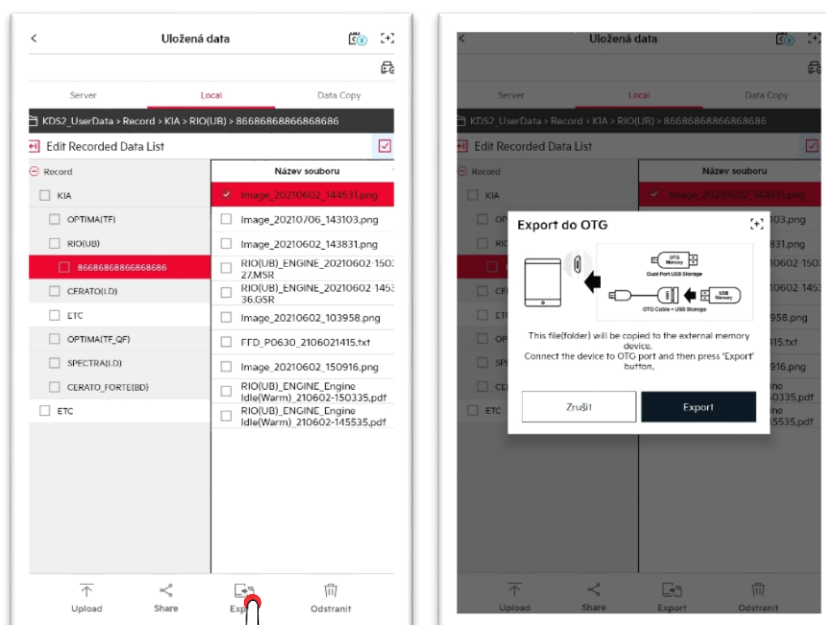 Uložená data
Server
Local
Data Copy
KDS2_UserData > Record > KIA > RIO(UB) > 86686868866868686
Edit Recorded Data List
Record
Název souboru
KIA
OPTIMA(TF)
RIO(UB)
86686868866868686
CERATO(LD)
ETC
OPTIMA(TF_QF)
SPECTRA(LD)
CERATO_FORTE(BD)
ETC
Image_20210602_144531.png
Image_20210706_143103.png
Image_20210602_143831.png
RIO(UB)_ENGINE_20210602-1503
27.MSR
RIO(UB)_ENGINE_20210602-1453
36.GSR
Image_20210602_103958.png
FFD_P0630_2106021415.txt
Image_20210602_150916.png
RIO(UB)_ENGINE_Engine
Idle(Warm)_210602-150335.pdf
RIO(UB)_ENGINE_Engine
Idle(Warm)_210602-145535.pdf
Upload
Share
Odstranit
Uložená data
Server
Local
Data Copy
KDS2_UserData > Record > KIA > RIO(UB) > 86686868866868686
Edit Recorded Data List
Record
Název souboru
KIA
Image_20210602_144531.png
Export do OTG
OTG
Memory
Dual Port USB Storage
USB
Memory
OTG Cable + USB Storage
This file(folder) will be copied to the external memory
device.
Connect the device to OTG port and then press 'Export'
button.
Zrušit
Export
ETC
Upload
Share
Export
Odstranit